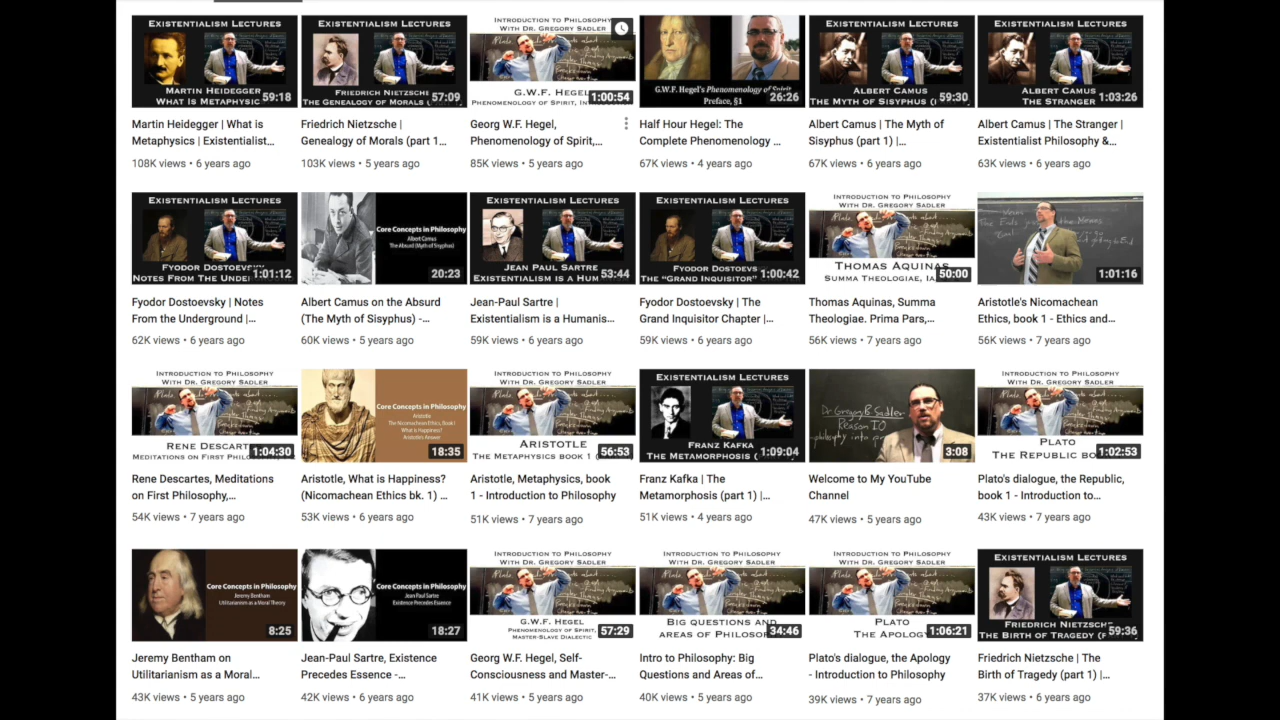 EXISTENTIALISM LECTURES
MARTIN HEIDEGGER
WHAT IS METAPHYSIC
59:18
Martin Heidegger | What is
Metaphysics | Existentialist...
108K views • 6 years ago
EXISTENTIALISM LECTURES
FRIEDRICH NIETZSCHE
THE GENEALOGY OF MORALS (
57:09
Friedrich Nietzsche |
Genealogy of Morals (part 1...
103K views • 5 years ago
INTRODUCTION TO PHILOSOPHY
WITH DR. GREGORY SADLER
G.W.F. HEGEL
PHENOMENOLOGY OF SPIRIT,
1:00:54
Georg W.F. Hegel,
Phenomenology of Spirit,...
85K views • 5 years ago
G.W.F. Hegel's Phenomenology of Spirit
Preface, §1
26:26
Half Hour Hegel: The
Complete Phenomenology ...
67K views • 4 years ago
EXISTENTIALISM LECTURES
ALBERT CAMUS
THE MYTH OF SISYPHUS (
59:30
Albert Camus | The Myth of
Sisyphus (part 1) |...
67K views • 6 years ago
EXISTENTIALISM LECTURES
ALBERT CAMUS
THE STRANGER
1:03:26
Albert Camus | The Stranger |
Existentialist Philosophy &...
63K views • 6 years ago
EXISTENTIALISM LECTURES
FYODOR DOSTOEV
NOTES FROM THE UNDE
1:01:12
Fyodor Dostoevsky | Notes
From the Underground |...
62K views • 6 years ago
Core Concepts in Philosophy
Albert Camus
The Absurd (Myth of Sisyphus)
20:23
Albert Camus on the Absurd
(The Myth of Sisyphus) -...
60K views • 5 years ago
EXISTENTIALISM LECTURES
JEAN PAUL SARTRE
EXISTENTIALISM IS A HUM
53:44
Jean-Paul Sartre |
Existentialism is a Humanis...
59K views • 6 years ago
EXISTENTIALISM LECTURES
FYODOR DOSTOEVS
THE "GRAND INQUISITOR"
1:00:42
Fyodor Dostoevsky | The
Grand Inquisitor Chapter |...
59K views • 6 years ago
INTRODUCTION TO PHILOSOPHY
WITH DR. GREGORY SADLER
THOMAS AQUINAS
SUMMA THEOLOGIAE, IA
50:00
Thomas Aquinas, Summa
Theologiae. Prima Pars,...
56K views • 7 years ago
1:01:16
Aristotle's Nicomachean
Ethics, book 1 - Ethics and...
56K views • 7 years ago
INTRODUCTION TO PHILOSOPHY
WITH DR. GREGORY SADLER
RENE DESCART
MEDITATIONS ON FIRST PHILO
1:04:30
Rene Descartes, Meditations
on First Philosophy,...
54K views • 7 years ago
Core Concepts in Philosophy
Aristotle
The Nicomachean Ethics, Book I
What is Happiness?
Aristotle's Answer
18:35
Aristotle, What is Happiness?
(Nicomachean Ethics bk. 1) ...
53K views • 6 years ago
INTRODUCTION TO PHILOSOPHY
WITH DR. GREGORY SADLER
ARISTOTLE
THE METAPHYSICS BOOK 1 (
56:53
Aristotle, Metaphysics, book
1 - Introduction to Philosophy
51K views • 7 years ago
EXISTENTIALISM LECTURES
FRANZ KAFKA
THE METAMORPHOSIS (
1:09:04
Franz Kafka | The
Metamorphosis (part 1) |...
51K views • 4 years ago
Dr Gregory B Sadler
Reason IO
philosophy into pr
3:08
Welcome to My YouTube
Channel
47K views • 5 years ago
INTRODUCTION TO PHILOSOPHY
WITH DR. GREGORY SADLER
PLATO
THE REPUBLIC BO
1:02:53
Plato's dialogue, the Republic,
book 1 - Introduction to...
43K views • 7 years ago
Core Concepts in Philosophy
Jeremy Bentham
Utilitarianism as a Moral Theory
8:25
Jeremy Bentham on
Utilitarianism as a Moral...
43K views • 5 years ago
Core Concepts in Philosophy
Jean Paul Sartre
Existence Precedes Essence
18:27
Jean-Paul Sartre, Existence
Precedes Essence -...
42K views • 6 years ago
INTRODUCTION TO PHILOSOPHY
WITH DR. GREGORY SADLER
G.W.F. HEGEL
PHENOMENOLOGY OF SPIRIT,
MASTER-SLAVE DIALECTIC
57:29
Georg W.F. Hegel, Self-
Consciousness and Master-...
41K views • 5 years ago
INTRODUCTION TO PHILOSOPHY
WITH DR. GREGORY SADLER
BIG QUESTIONS AND
AREAS OF PHILOSO
34:46
Intro to Philosophy: Big
Questions and Areas of...
40K views • 5 years ago
INTRODUCTION TO PHILOSOPHY
WITH DR. GREGORY SADLER
PLATO
THE APOLOG
1:06:21
Plato's dialogue, the Apology
- Introduction to Philosophy
39K views • 7 years ago
EXISTENTIALISM LECTURES
FRIEDRICH NIETZSCHE
THE BIRTH OF TRAGEDY (
59:36
Friedrich Nietzsche | The
Birth of Tragedy (part 1) |...
37K views • 6 years ago